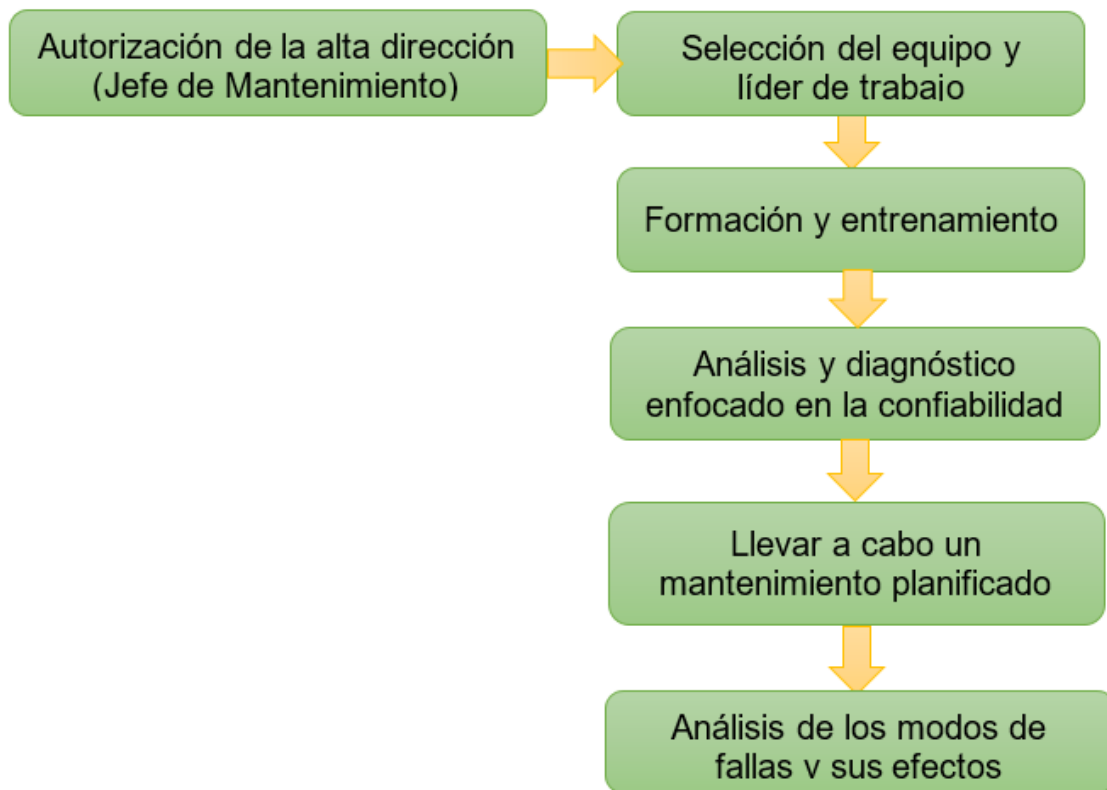 Autorización de la alta dirección
(Jefe de Mantenimiento)
Selección del equipo y
líder de trabajo
Formación y entrenamiento
Análisis y diagnóstico
enfocado en la confiabilidad
Llevar a cabo un
mantenimiento planificado
Análisis de los modos de
fallas y sus efectos